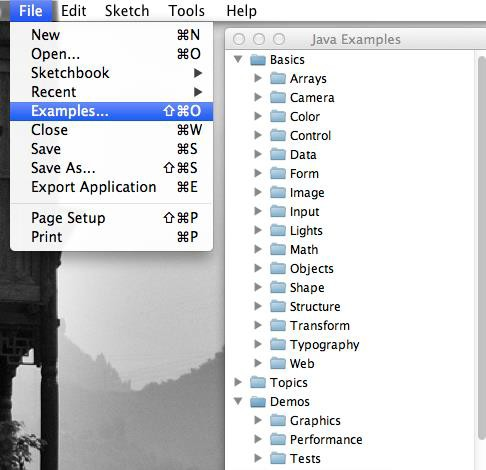 File Edit Sketch Tools Help
New ⌘N
Open... ⌘O
Sketchbook ▶
Recent ▶
Examples... ⇧⌘O
Close ⌘W
Save ⌘S
Save As... ⇧⌘S
Export Application ⌘E
Page Setup ⇧⌘P
Print ⌘P
Java Examples
Basics
Arrays
Camera
Color
Control
Data
Form
Image
Input
Lights
Math
Objects
Shape
Structure
Transform
Typography
Web
Topics
Demos
Graphics
Performance
Tests